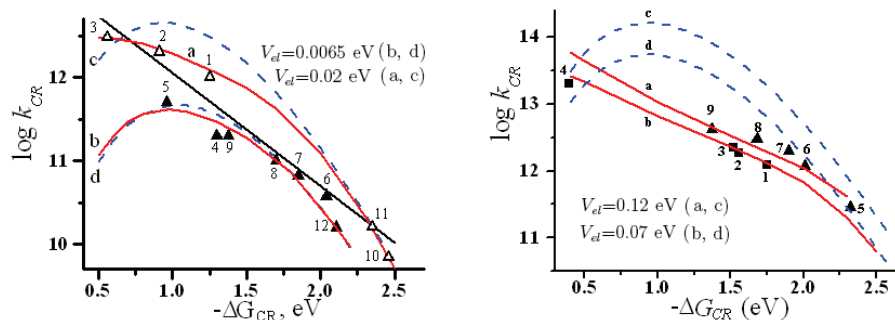 3
2
a
1
c
V_el=0.0065 eV (b, d)
V_el=0.02 eV (a, c)
5
b
d
4
9
8
7
6
11
12
10
log k_CR
12
11
10
0.5 1.0 1.5 2.0 2.5
-ΔG_CR, eV
c
d
4
a
b
9
8
3
2
7
6
1
5
V_el=0.12 eV (a, c)
V_el=0.07 eV (b, d)
log k_CR
14
13
12
11
0.5 1.0 1.5 2.0 2.5
-ΔG_CR (eV)